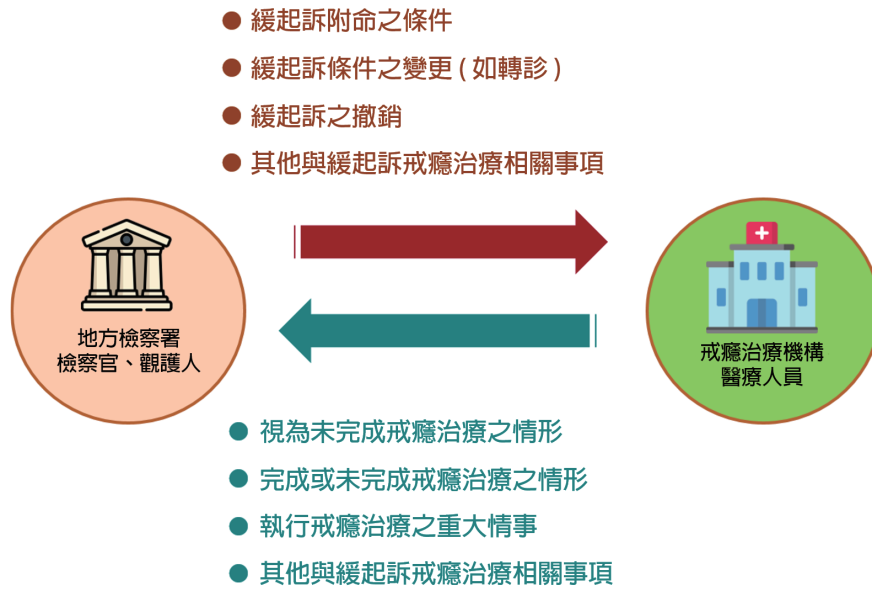 ● 緩起訴附命之條件
● 緩起訴條件之變更 ( 如轉診 )
● 緩起訴之撤銷
● 其他與緩起訴戒癮治療相關事項
地方檢察署
檢察官、觀護人
戒癮治療機構
醫療人員
● 視為未完成戒癮治療之情形
● 完成或未完成戒癮治療之情形
● 執行戒癮治療之重大情事
● 其他與緩起訴戒癮治療相關事項